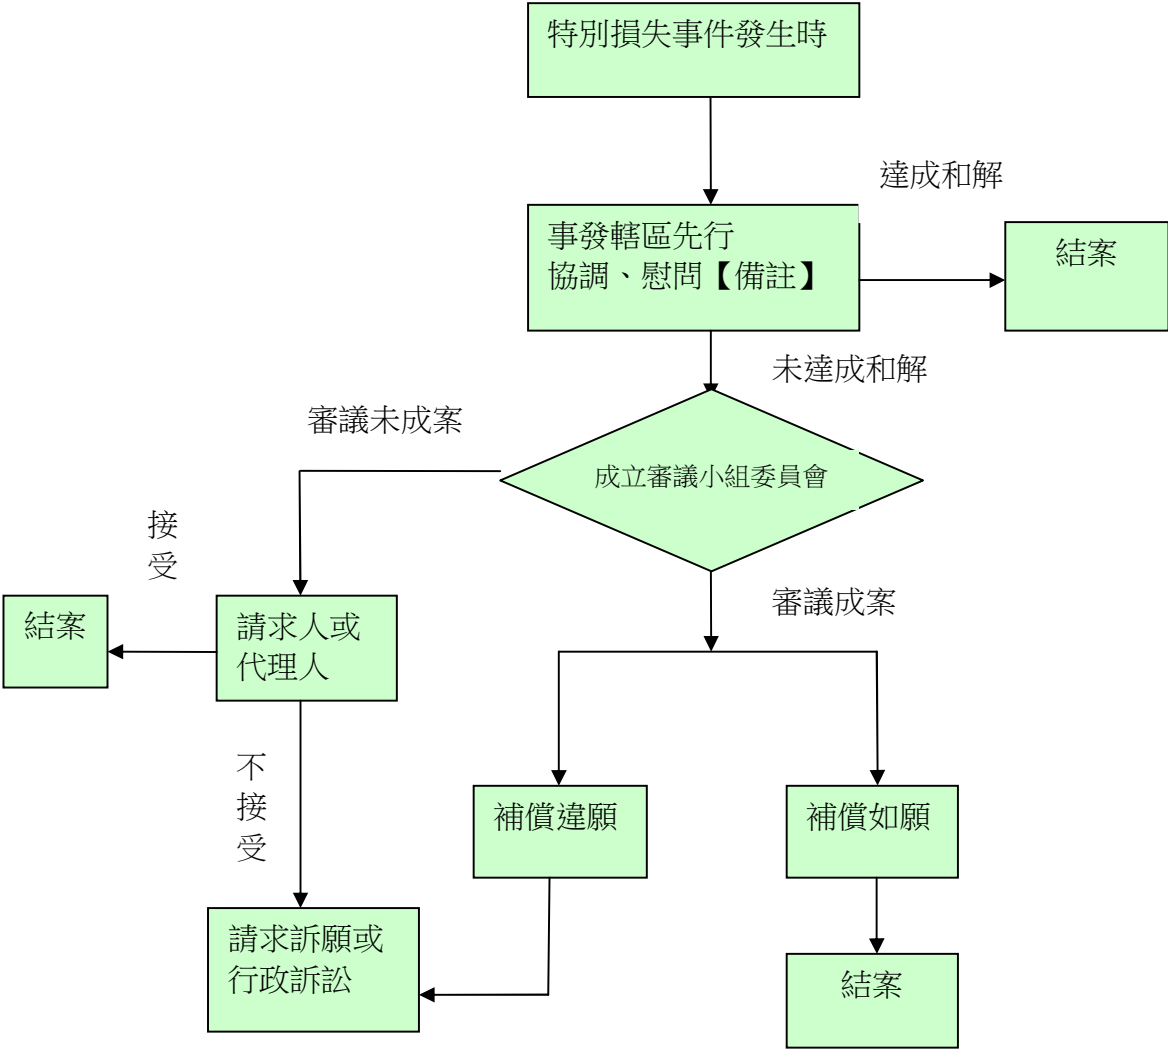 特別損失事件發生時
達成和解
事發轄區先行
協調、慰問【備註】
結案
未達成和解
審議未成案
成立審議小組委員會
接
受
審議成案
結案
請求人或
代理人
不
接
受
補償違願
補償如願
請求訴願或
行政訴訟
結案